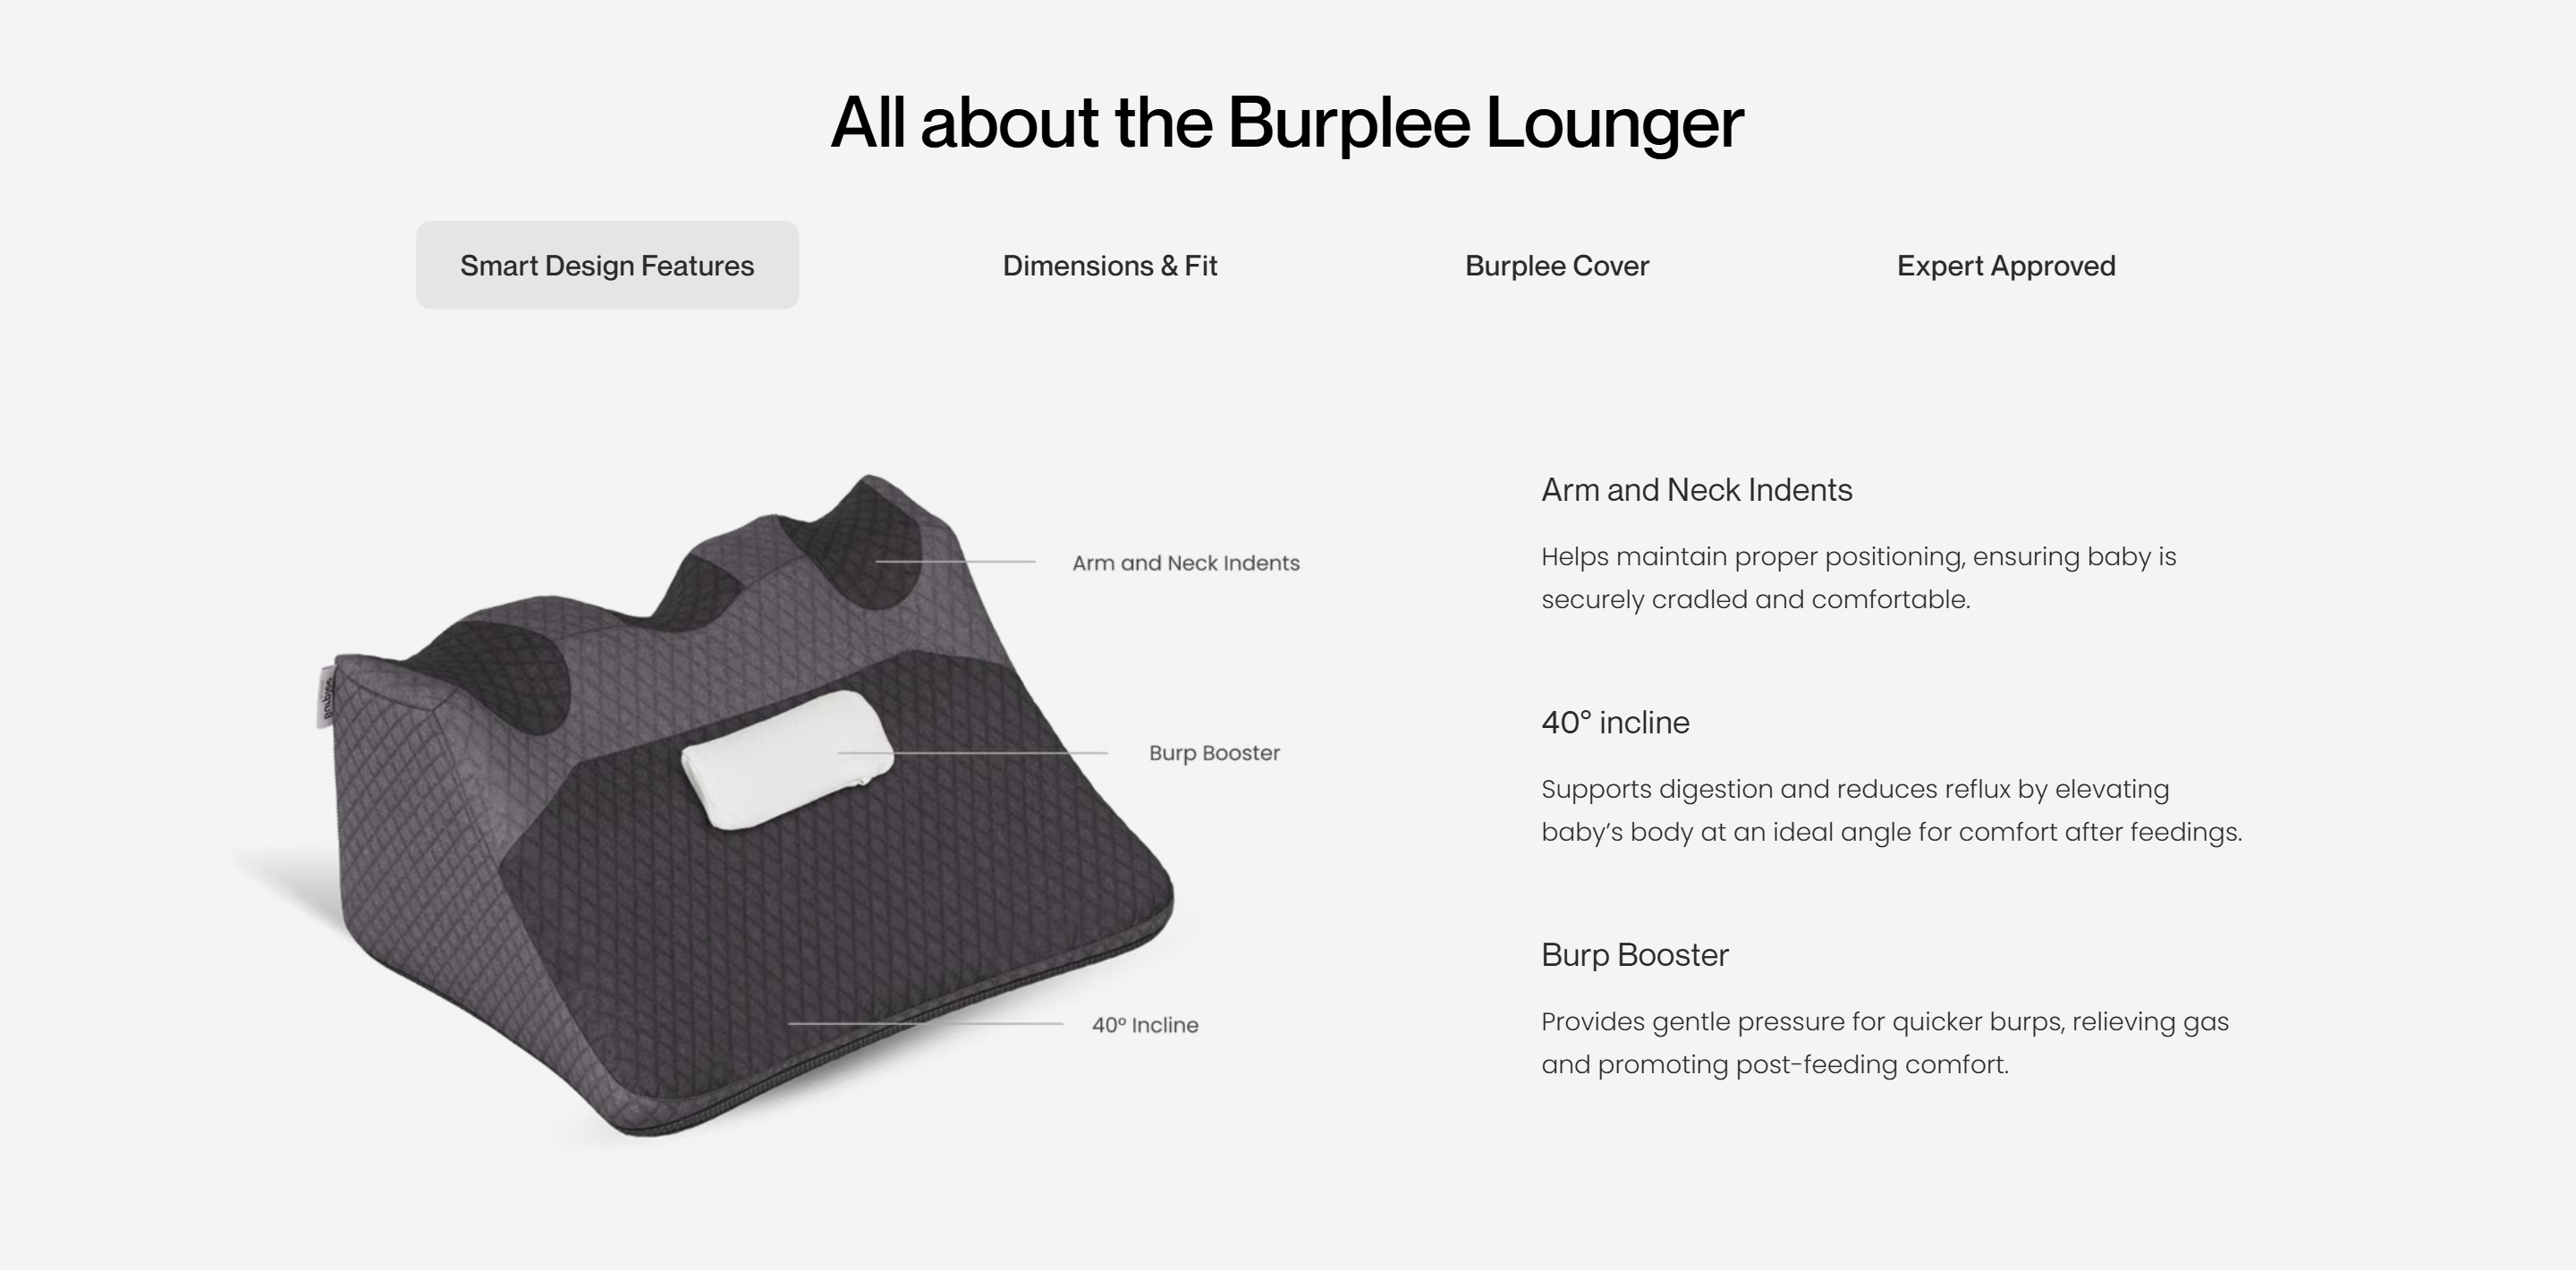 All about the Burplee Lounger
Smart Design Features
Dimensions & Fit
Burplee Cover
Expert Approved
Arm and Neck Indents
Burp Booster
40° Incline
Burplee
Arm and Neck Indents
Helps maintain proper positioning, ensuring baby is
securely cradled and comfortable.
40° incline
Supports digestion and reduces reflux by elevating
baby’s body at an ideal angle for comfort after feedings.
Burp Booster
Provides gentle pressure for quicker burps, relieving gas
and promoting post-feeding comfort.